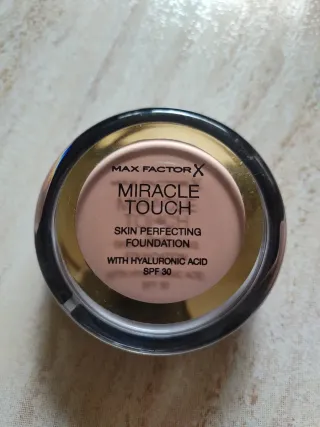 MAX FACTOR X
MIRACLE
TOUCH
SKIN PERFECTING
FOUNDATION
WITH HYALURONIC ACID
SPF 30